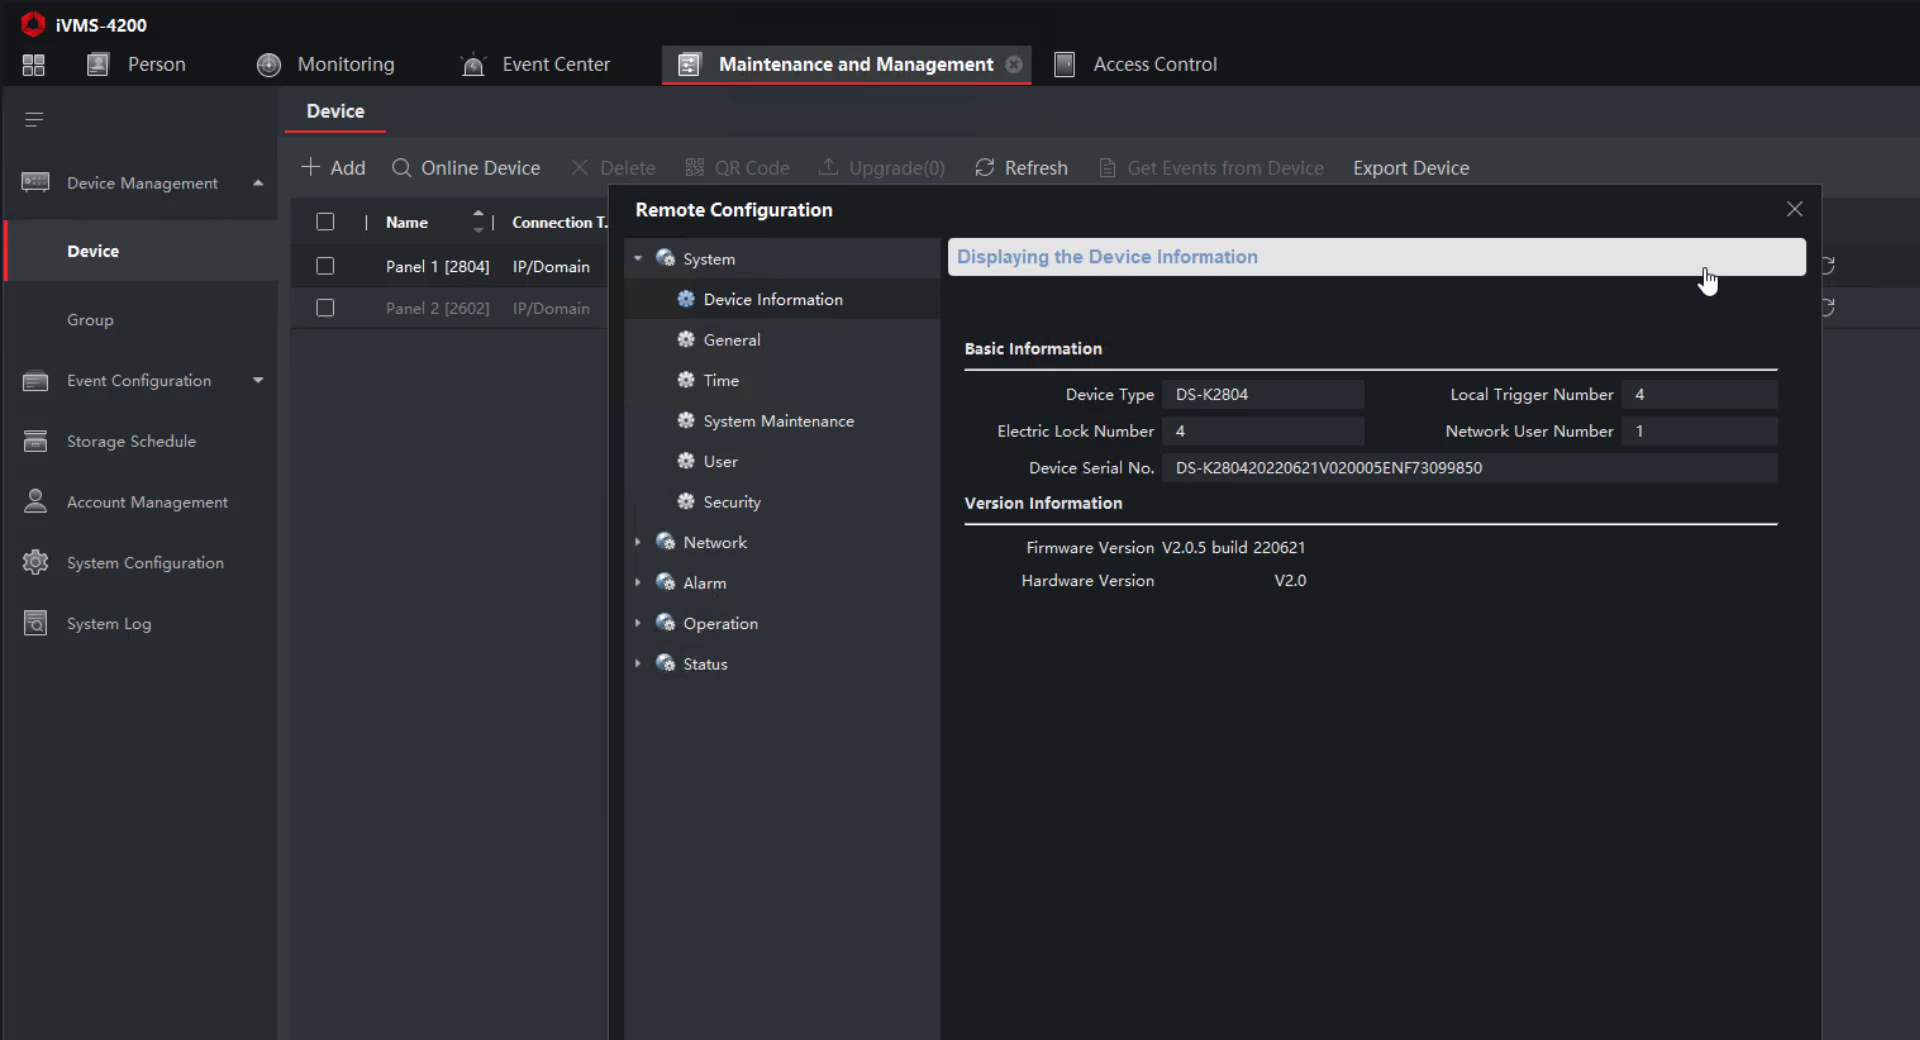 iVMS-4200
Person
Monitoring
Event Center
Maintenance and Management
Access Control
Device
Add
Online Device
Delete
QR Code
Upgrade(0)
Refresh
Get Events from Device
Export Device
Device Management
Device
Group
Event Configuration
Storage Schedule
Account Management
System Configuration
System Log
Name
Connection T.
Panel 1 [2804] IP/Domain
Panel 2 [2602] IP/Domain
Remote Configuration
System
Device Information
General
Time
System Maintenance
User
Security
Network
Alarm
Operation
Status
Displaying the Device Information
Basic Information
Device Type DS-K2804 Local Trigger Number 4
Electric Lock Number 4 Network User Number 1
Device Serial No. DS-K280420220621V020005ENF73099850
Version Information
Firmware Version V2.0.5 build 220621
Hardware Version V2.0